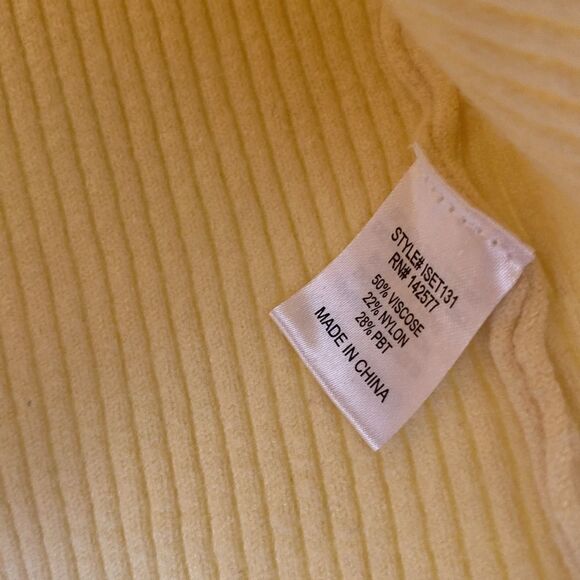 STYLE# ISET131
RN# 142577
50% VISCOSE
22% NYLON
28% PBT
MADE IN CHINA